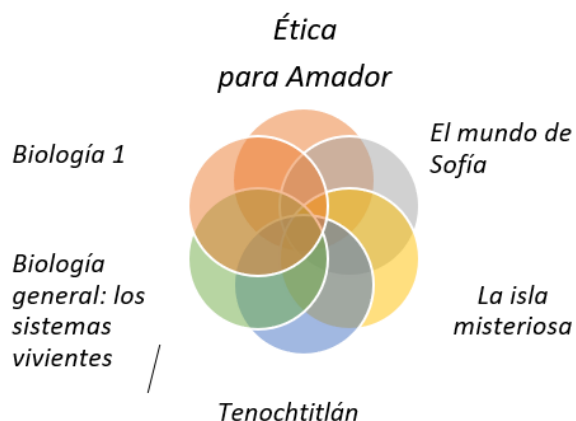 Ética
para Amador
El mundo de
Sofía
Biología 1
Biología
general: los
sistemas
vivientes
La isla
misteriosa
Tenochtitlán